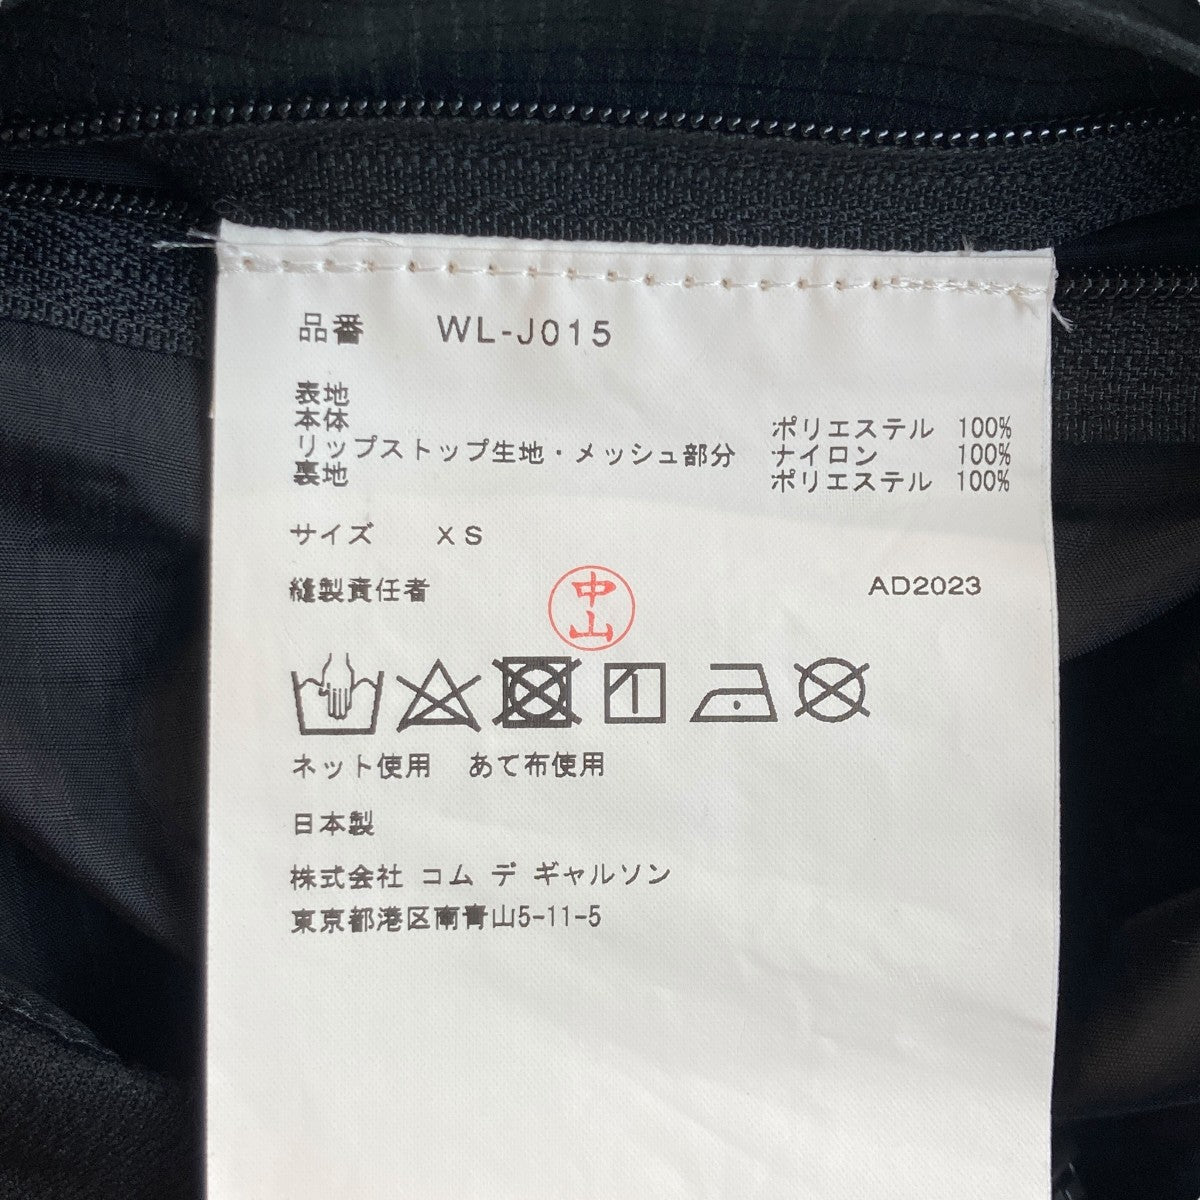 品番 WL-J015
表地
本体 ポリエステル 100%
リップストップ生地・メッシュ部分 ナイロン 100%
裏地 ポリエステル 100%
サイズ XS
縫製責任者 中山 AD2023
ネット使用 あて布使用
日本製
株式会社 コム デ ギャルソン
東京都港区南青山5-11-5